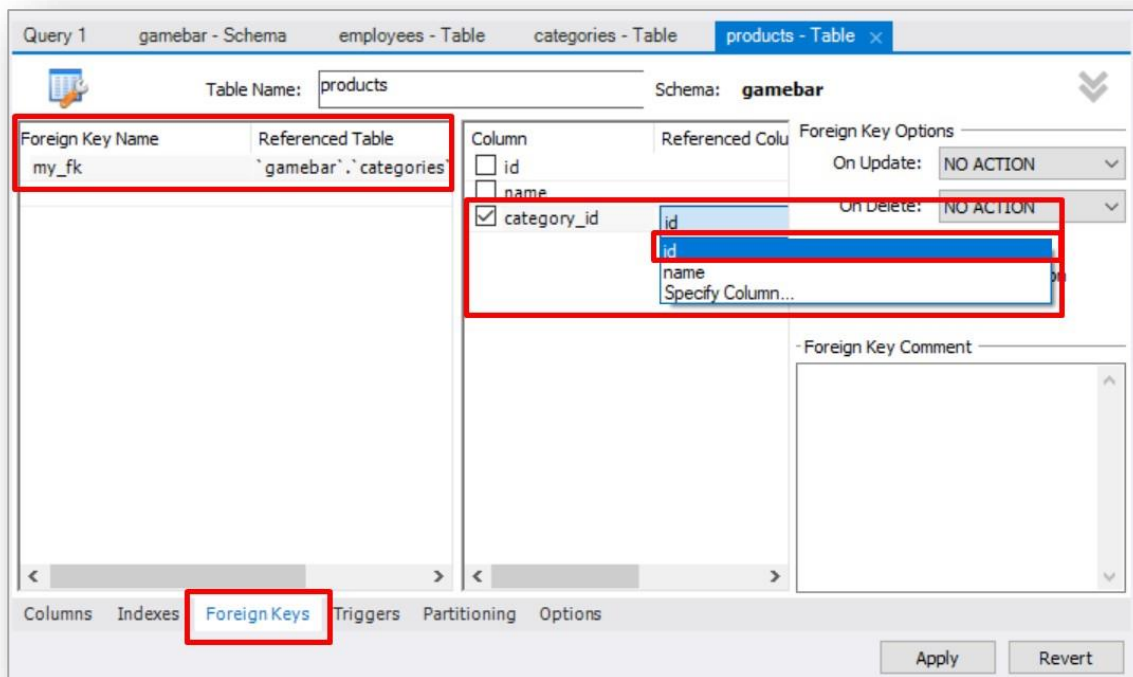 Query 1 gamebar - Schema employees - Table categories - Table products - Table ×
Table Name: products Schema: gamebar
Foreign Key Name Referenced Table Column Referenced Colu Foreign Key Options
my_fk `gamebar`.`categories` id On Update: NO ACTION
name
category_id id On Delete: NO ACTION
id
name
Specify Column...
Foreign Key Comment
Columns Indexes Foreign Keys Triggers Partitioning Options
Apply Revert